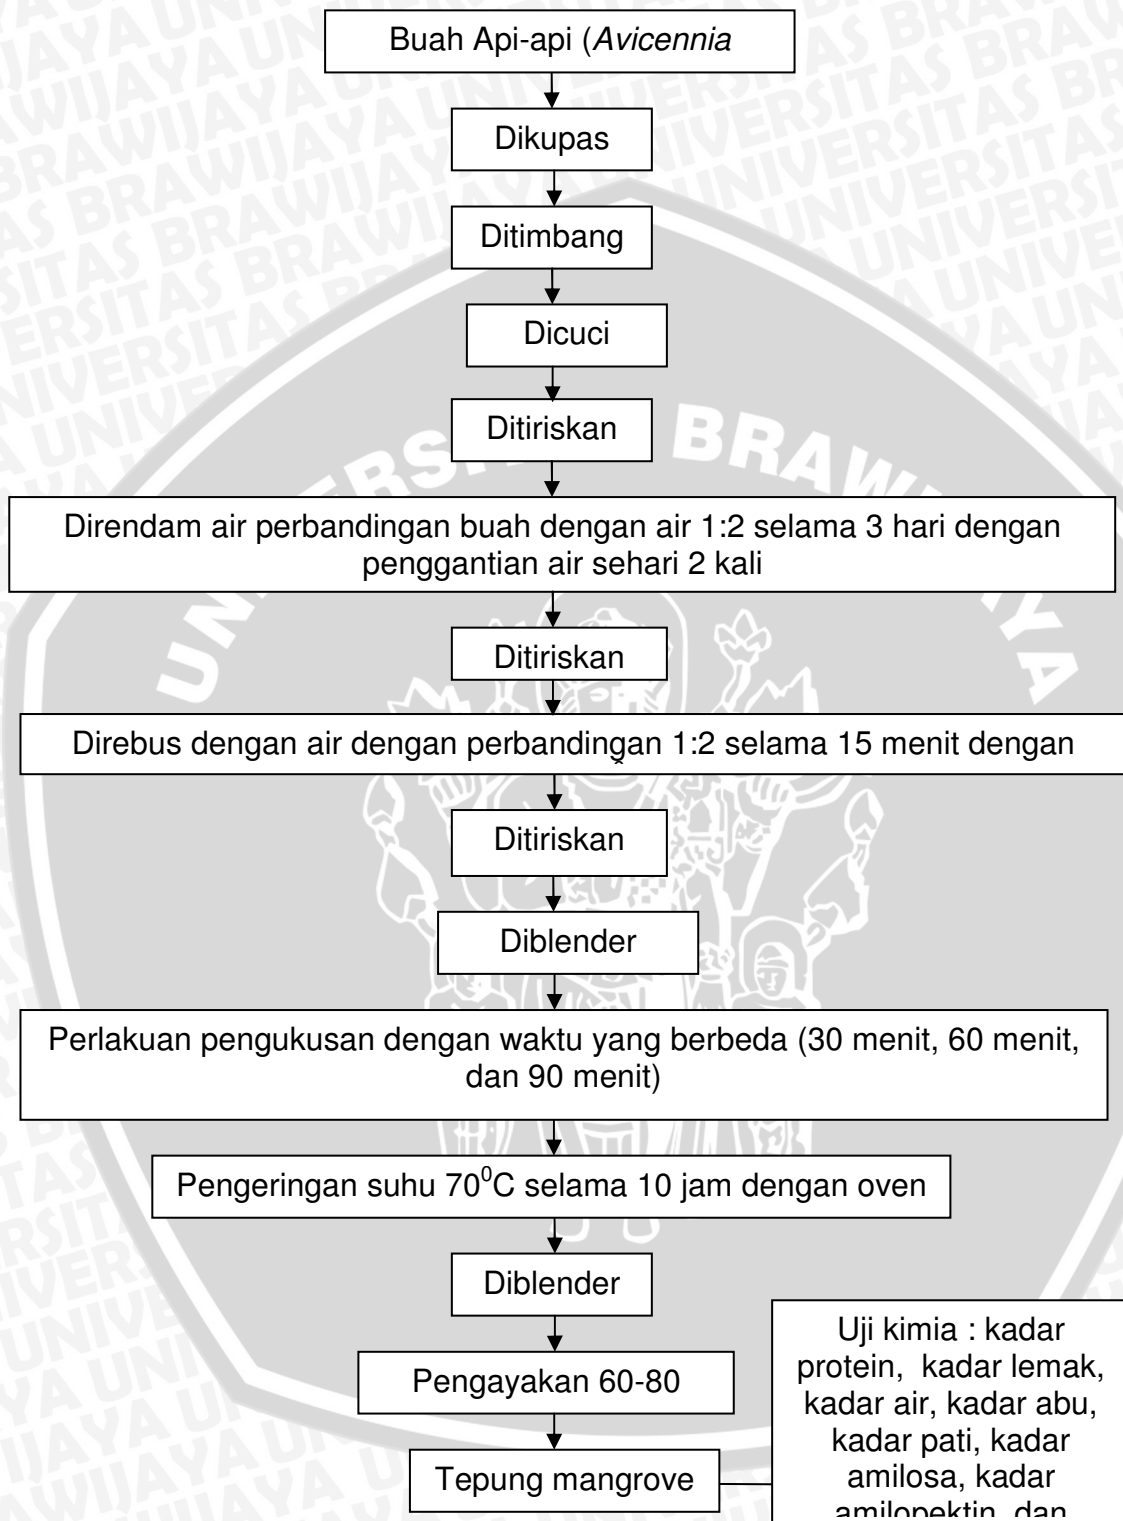 Buah Api-api (Avicennia
Dikupas
Ditimbang
Dicuci
Ditiriskan
Direndam air perbandingan buah dengan air 1:2 selama 3 hari dengan
penggantian air sehari 2 kali
Ditiriskan
Direbus dengan air dengan perbandingan 1:2 selama 15 menit dengan
Ditiriskan
Diblender
Perlakuan pengukusan dengan waktu yang berbeda (30 menit, 60 menit,
dan 90 menit)
Pengeringan suhu 70⁰C selama 10 jam dengan oven
Diblender
Pengayakan 60-80
Tepung mangrove
Uji kimia : kadar
protein, kadar lemak,
kadar air, kadar abu,
kadar pati, kadar
amilosa, kadar
amilopektin, dan
UNIVERSITAS BRAWIJAYA